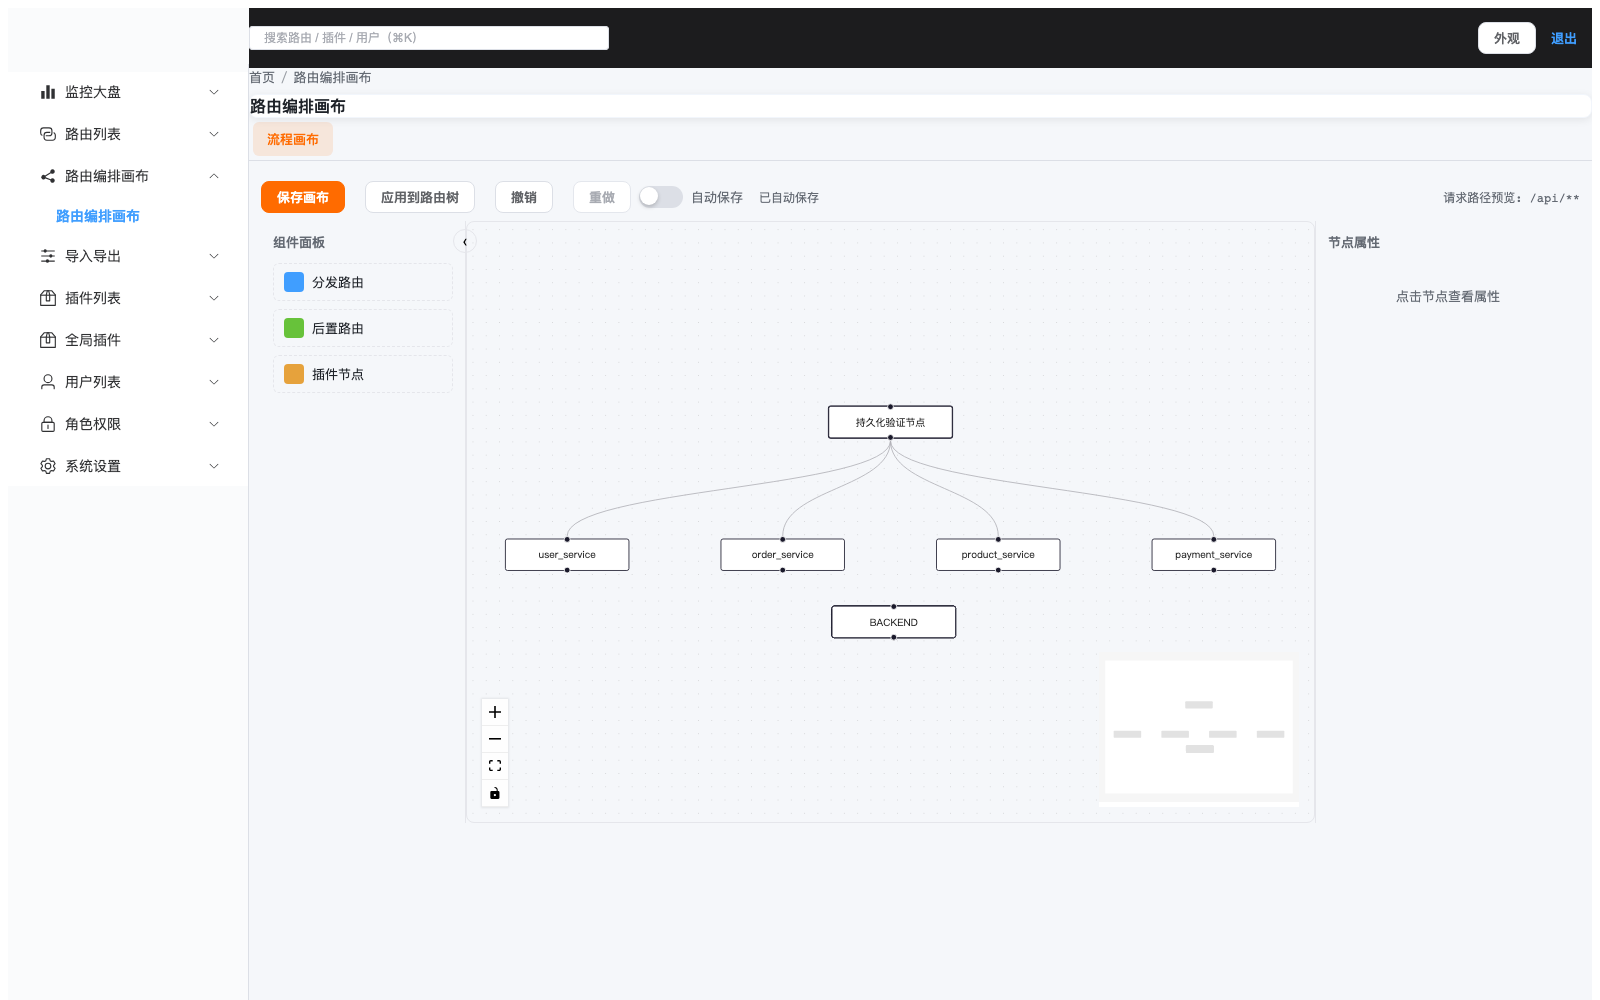 搜索路由 / 插件 / 用户（⌘K）
外观
退出
监控大盘
路由列表
路由编排画布
路由编排画布
导入导出
插件列表
全局插件
用户列表
角色权限
系统设置
首页 / 路由编排画布
路由编排画布
流程画布
保存画布
应用到路由树
撤销
重做
自动保存
已自动保存
请求路径预览: /api/**
组件面板
分发路由
后置路由
插件节点
持久化验证节点
user_service
order_service
product_service
payment_service
BACKEND
节点属性
点击节点查看属性